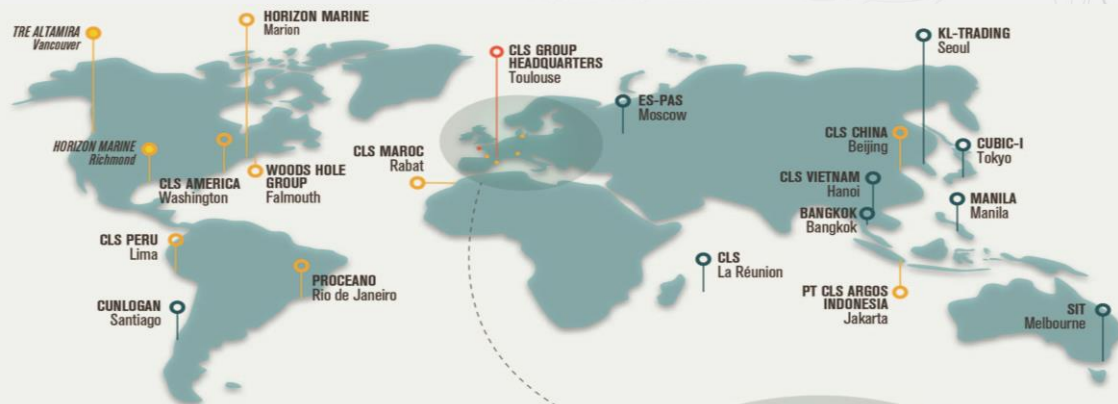 TRE ALTAMIRA
Vancouver
HORIZON MARINE
Marion
CLS GROUP
HEADQUARTERS
Toulouse
KL-TRADING
Seoul
ES-PAS
Moscow
HORIZON MARINE
Richmond
CLS AMERICA
Washington
WOODS HOLE
GROUP
Falmouth
CLS MAROC
Rabat
CLS CHINA
Beijing
CUBIC-I
Tokyo
CLS VIETNAM
Hanoi
BANGKOK
Bangkok
MANILA
Manila
CLS PERU
Lima
PROCEANO
Rio de Janeiro
CLS
La Réunion
CUNLOGAN
Santiago
PT CLS ARGOS
INDONESIA
Jakarta
SIT
Melbourne